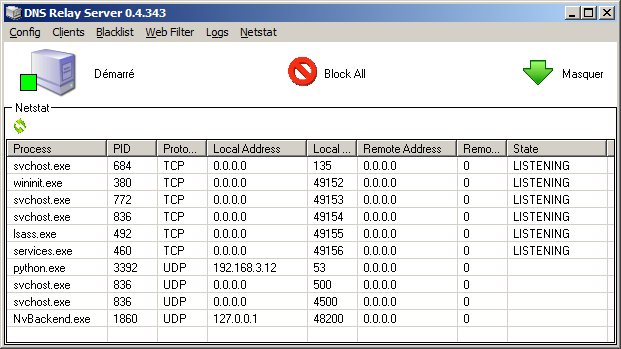 DNS Relay Server 0.4.343
Config Clients Blacklist Web Filter Logs Netstat
Démarré Block All Masquer
Netstat
Process PID Proto... Local Address Local ... Remote Address Remo... State
svchost.exe 684 TCP 0.0.0.0 135 0.0.0.0 0 LISTENING
wininit.exe 380 TCP 0.0.0.0 49152 0.0.0.0 0 LISTENING
svchost.exe 772 TCP 0.0.0.0 49153 0.0.0.0 0 LISTENING
svchost.exe 836 TCP 0.0.0.0 49154 0.0.0.0 0 LISTENING
lsass.exe 492 TCP 0.0.0.0 49155 0.0.0.0 0 LISTENING
services.exe 460 TCP 0.0.0.0 49156 0.0.0.0 0 LISTENING
python.exe 3392 UDP 192.168.3.12 53 0.0.0.0 0
svchost.exe 836 UDP 0.0.0.0 500 0.0.0.0 0
svchost.exe 836 UDP 0.0.0.0 4500 0.0.0.0 0
NvBackend.exe 1860 UDP 127.0.0.1 48200 0.0.0.0 0